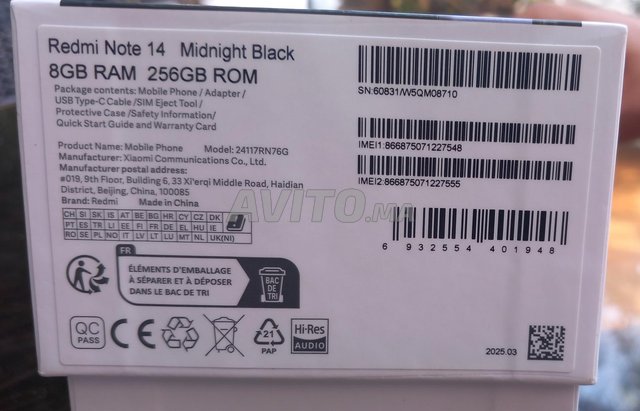 Redmi Note 14 Midnight Black
8GB RAM 256GB ROM
Package contents: Mobile Phone / Adapter /
USB Type-C Cable /SIM Eject Tool /
Protective Case /Safety Information/
Quick Start Guide and Warranty Card
Product Name: Mobile Phone Model: 24117RN76G
Manufacturer: Xiaomi Communications Co., Ltd.
Manufacturer postal address:
#019, 9th Floor, Building 6, 33 Xi'erqi Middle Road, Haidian
District, Beijing, China, 100085
Brand: Redmi Made in China
SN:60831/W5QM08710
IMEI1:866875071227548
IMEI2:866875071227555
6 932554 401948
AVITO.ma
CH SI SK IS AT BE BG HR CY CZ DK
PT ES TR LI EE FI FR DE EL HU IE
RO SE PL NO IT LV LT LU MT NL UK(NI)
FR
ÉLÉMENTS D'EMBALLAGE
À SÉPARER ET À DÉPOSER
DANS LE BAC DE TRI
BAC
DE
TRI
QC
PASS
CE
21
PAP
Hi-Res
AUDIO
2025.03